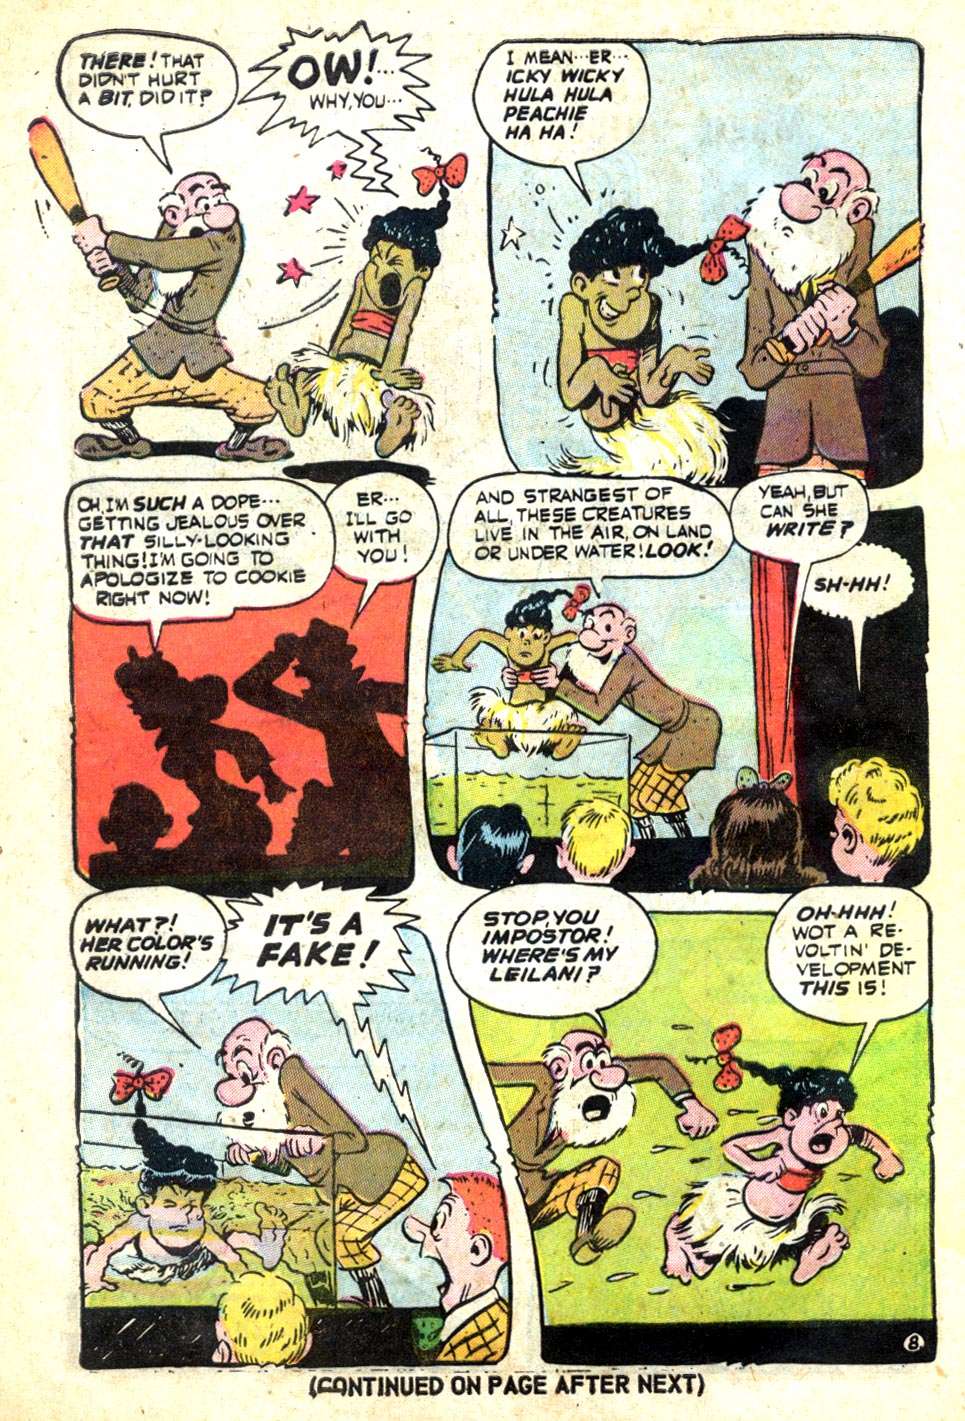 THERE! THAT
DIDN'T HURT
A BIT, DID IT?
OW!...
WHY, YOU...
I MEAN...ER...
ICKY WICKY
HULA HULA
PEACHIE
HA HA!
OH, I'M SUCH A DOPE...
GETTING JEALOUS OVER
THAT SILLY-LOOKING
THING! I'M GOING TO
APOLOGIZE TO COOKIE
RIGHT NOW!
ER...
I'LL GO
WITH
YOU!
AND STRANGEST OF
ALL, THESE CREATURES
LIVE IN THE AIR, ON LAND
OR UNDER WATER! LOOK!
YEAH, BUT
CAN SHE
WRITE?
SH-HH!
WHAT?!
HER COLOR'S
RUNNING!
IT'S A
FAKE!
STOP, YOU
IMPOSTOR!
WHERE'S MY
LEILANI?
OH-HHH!
WOT A RE-
VOLTIN' DE-
VELOPMENT
THIS IS!
8
(CONTINUED ON PAGE AFTER NEXT)